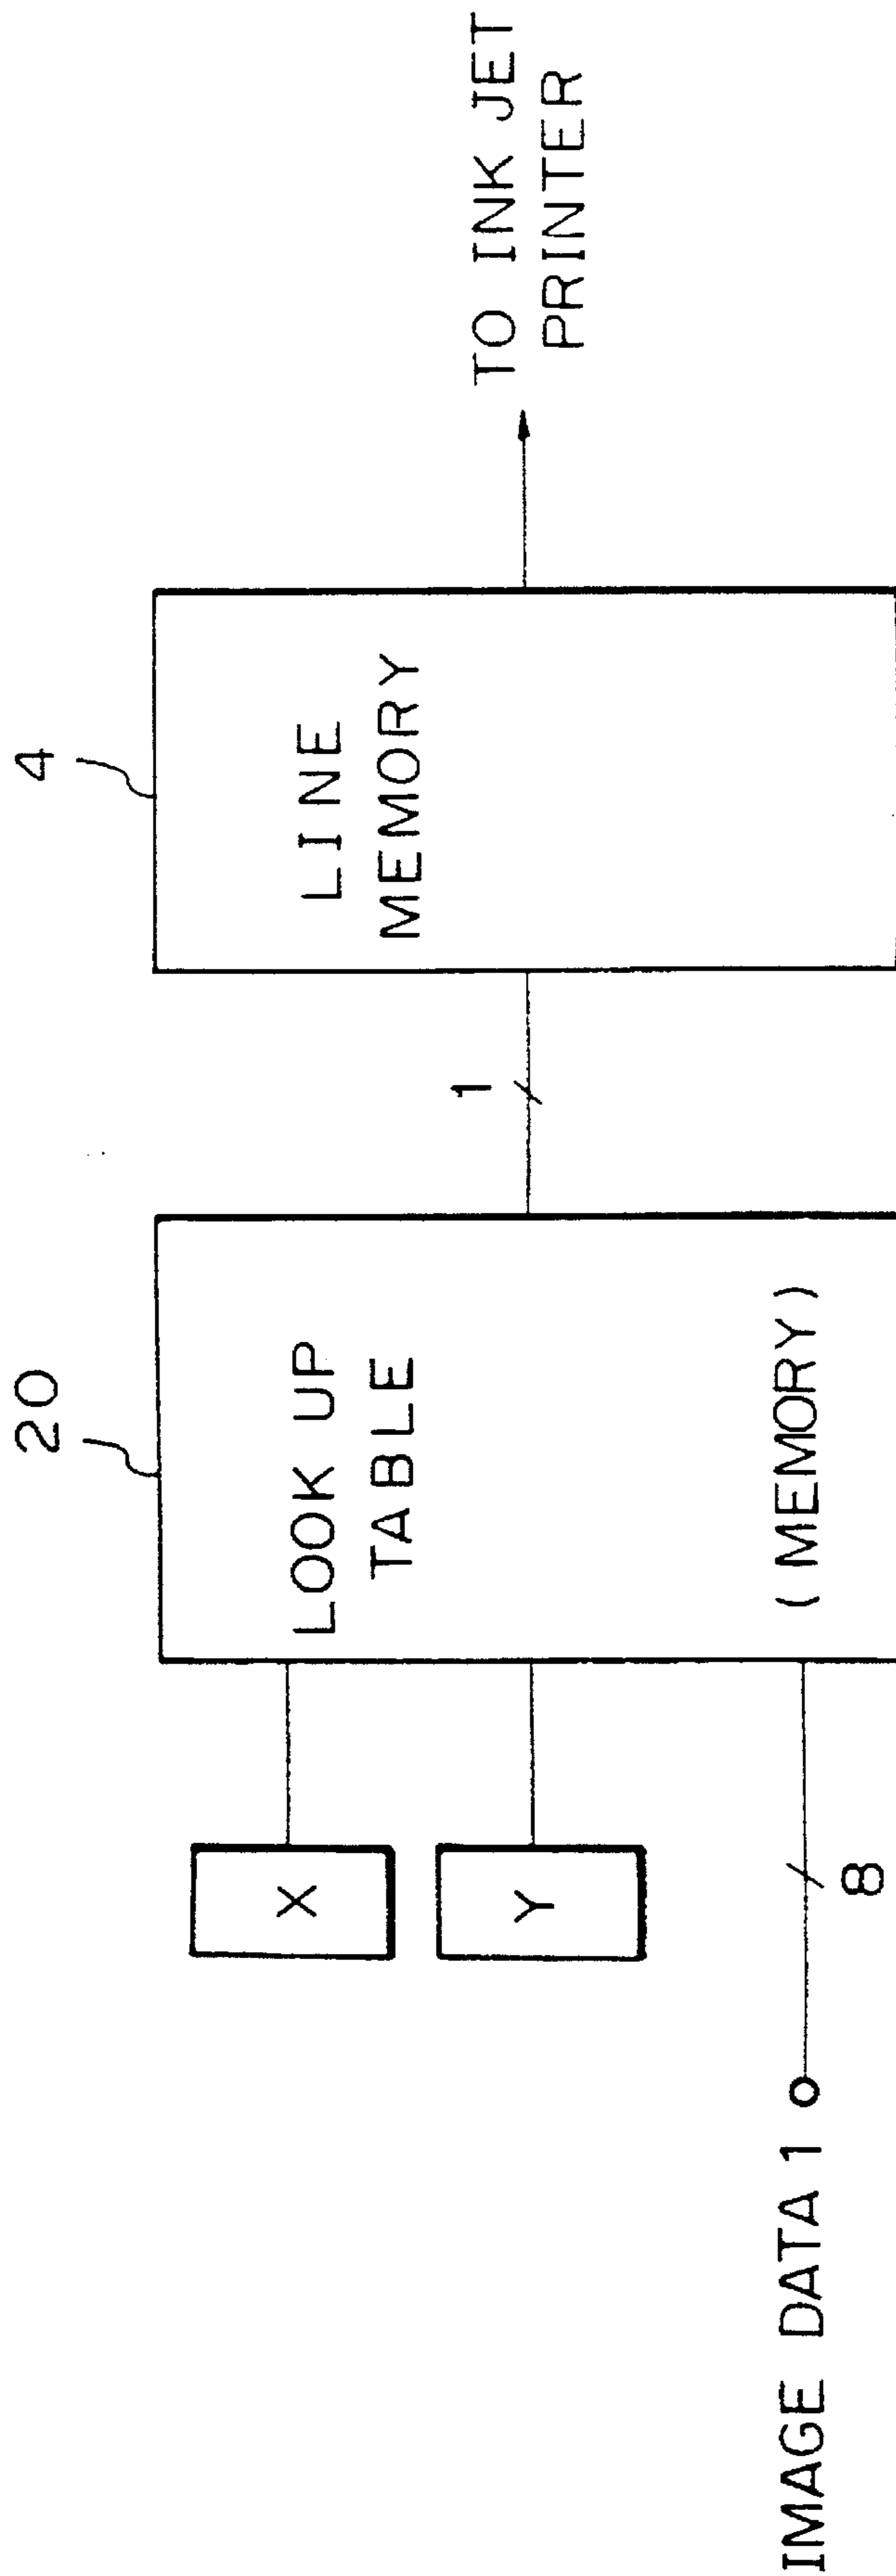 20
4
X
LOOK UP
TABLE
LINE
MEMORY
TO INK JET
PRINTER
Y
1
IMAGE DATA 1
8
(MEMORY)